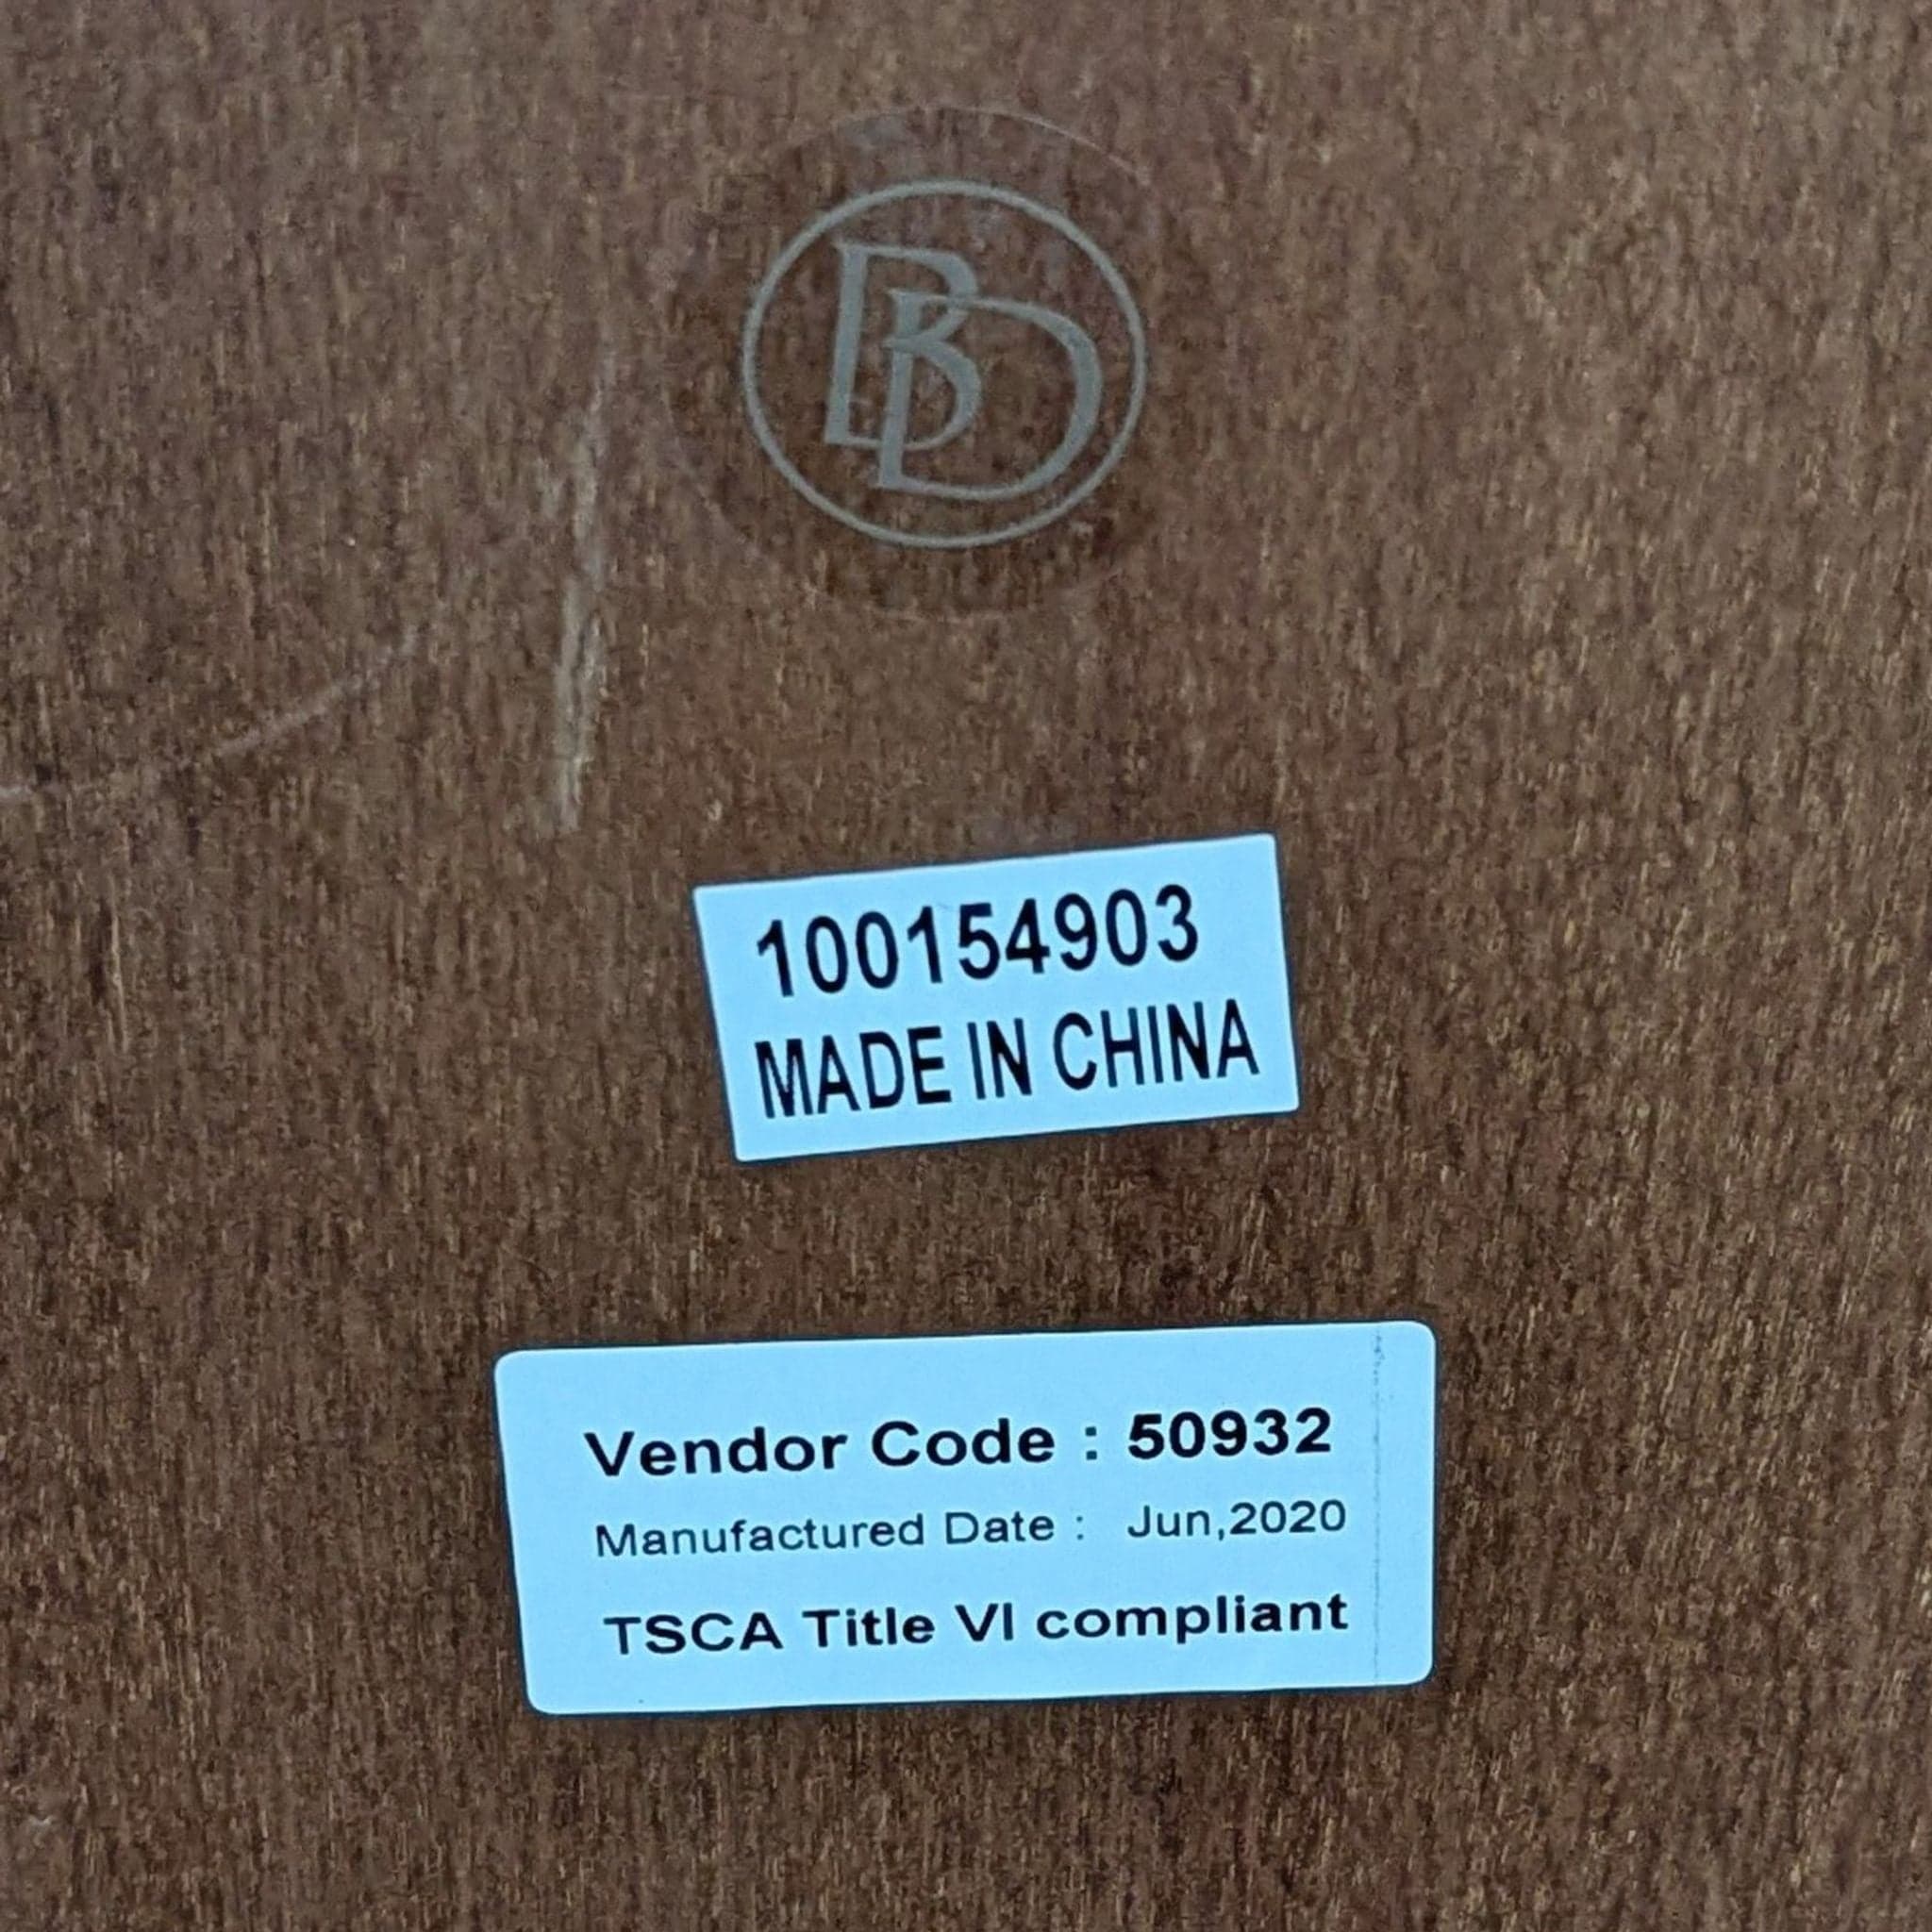 BD
100154903
MADE IN CHINA
Vendor Code : 50932
Manufactured Date : Jun,2020
TSCA Title VI compliant